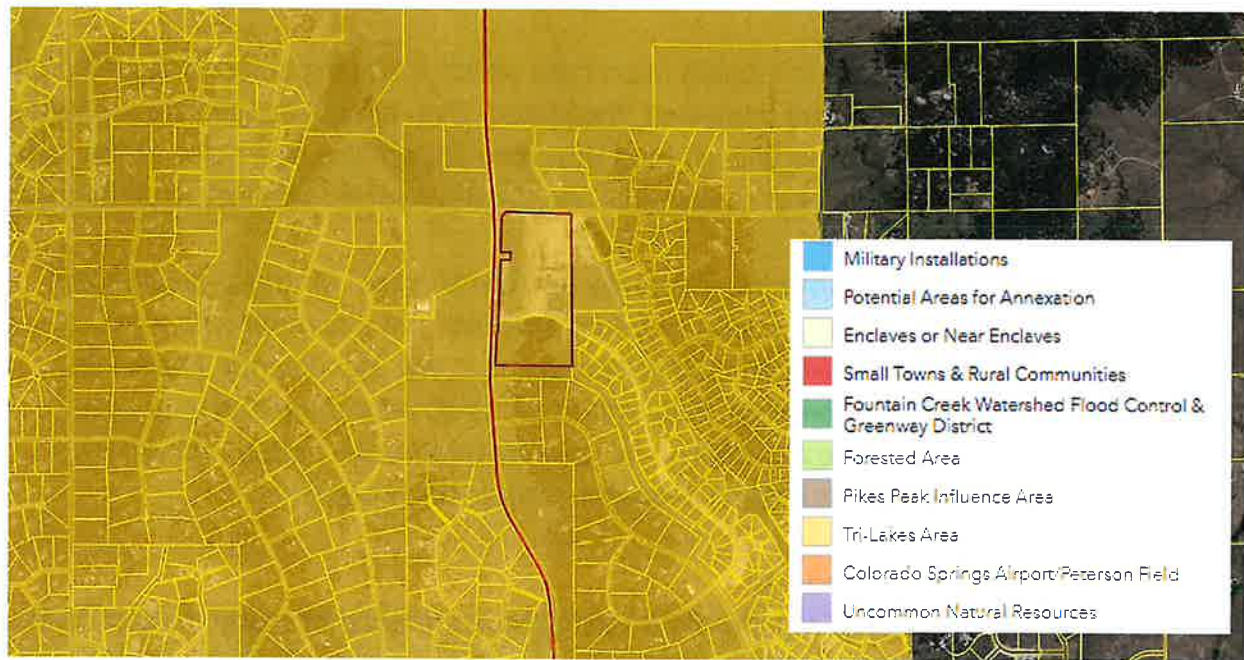 Military Installations
Potential Areas for Annexation
Enclaves or Near Enclaves
Small Towns & Rural Communities
Fountain Creek Watershed Flood Control &
Greenway District
Forested Area
Pikes Peak Influence Area
Tri-Lakes Area
Colorado Springs Airport/Peterson Field
Uncommon Natural Resources